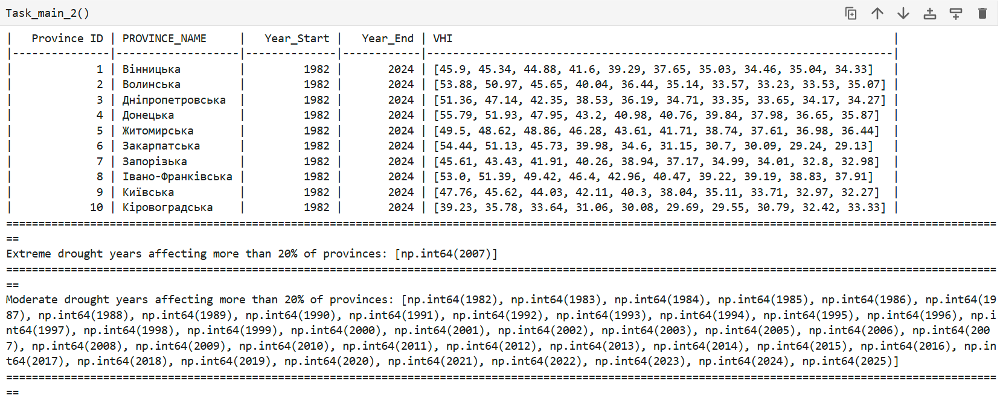 Task_main_2()
|   Province ID | PROVINCE_NAME     |   Year_Start |   Year_End | VHI                                                                    |
|---------------|-------------------|--------------|------------|------------------------------------------------------------------------|
|             1 | Вінницька         |         1982 |       2024 | [45.9, 45.34, 44.88, 41.6, 39.29, 37.65, 35.03, 34.46, 35.04, 34.33]   |
|             2 | Волинська         |         1982 |       2024 | [53.88, 50.97, 45.65, 40.04, 36.44, 35.14, 33.57, 33.23, 33.53, 35.07] |
|             3 | Дніпропетровська  |         1982 |       2024 | [51.36, 47.14, 42.35, 38.53, 36.19, 34.71, 33.35, 33.65, 34.17, 34.27] |
|             4 | Донецька          |         1982 |       2024 | [55.79, 51.93, 47.95, 43.2, 40.98, 40.76, 39.84, 37.98, 36.65, 35.87]  |
|             5 | Житомирська       |         1982 |       2024 | [49.5, 48.62, 48.86, 46.28, 43.61, 41.71, 38.74, 37.61, 36.98, 36.44]  |
|             6 | Закарпатська      |         1982 |       2024 | [54.44, 51.13, 45.73, 39.98, 34.6, 31.15, 30.7, 30.09, 29.24, 29.13]   |
|             7 | Запорізька        |         1982 |       2024 | [45.61, 43.43, 41.91, 40.26, 38.94, 37.17, 34.99, 34.01, 32.8, 32.98]  |
|             8 | Івано-Франківська |         1982 |       2024 | [53.0, 51.39, 49.42, 46.4, 42.96, 40.47, 39.22, 39.19, 38.83, 37.91]   |
|             9 | Київська          |         1982 |       2024 | [47.76, 45.62, 44.03, 42.11, 40.3, 38.04, 35.11, 33.71, 32.97, 32.27]  |
|            10 | Кіровоградська    |         1982 |       2024 | [39.23, 35.78, 33.64, 31.06, 30.08, 29.69, 29.55, 30.79, 32.42, 33.33] |
=========================================================================================================================================================
==
Extreme drought years affecting more than 20% of provinces: [np.int64(2007)]
=========================================================================================================================================================
==
Moderate drought years affecting more than 20% of provinces: [np.int64(1982), np.int64(1983), np.int64(1984), np.int64(1985), np.int64(1986), np.int64(19
87), np.int64(1988), np.int64(1989), np.int64(1990), np.int64(1991), np.int64(1992), np.int64(1993), np.int64(1994), np.int64(1995), np.int64(1996), np.i
nt64(1997), np.int64(1998), np.int64(1999), np.int64(2000), np.int64(2001), np.int64(2002), np.int64(2003), np.int64(2005), np.int64(2006), np.int64(200
7), np.int64(2008), np.int64(2009), np.int64(2010), np.int64(2011), np.int64(2012), np.int64(2013), np.int64(2014), np.int64(2015), np.int64(2016), np.in
t64(2017), np.int64(2018), np.int64(2019), np.int64(2020), np.int64(2021), np.int64(2022), np.int64(2023), np.int64(2024), np.int64(2025)]
=========================================================================================================================================================
==